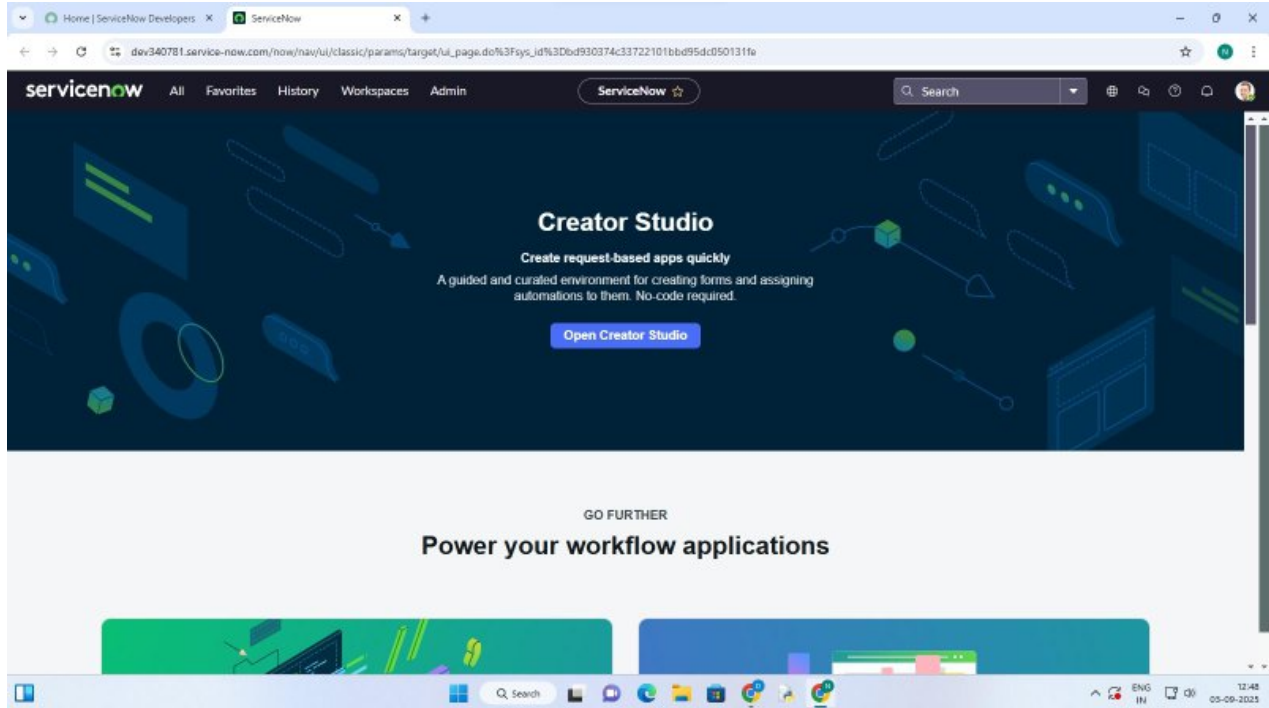 Home | ServiceNow Developers
ServiceNow
dev340781.service-now.com/now/nav/ui/classic/params/target/ui_page.do%3Fsys_id%3Dbd930374c33722101bbd95dc050131fe
N
servicenow All Favorites History Workspaces Admin ServiceNow Search
Creator Studio
Create request-based apps quickly
A guided and curated environment for creating forms and assigning
automations to them. No-code required.
Open Creator Studio
GO FURTHER
Power your workflow applications
Search
ENG
IN
12:48
05-09-2025